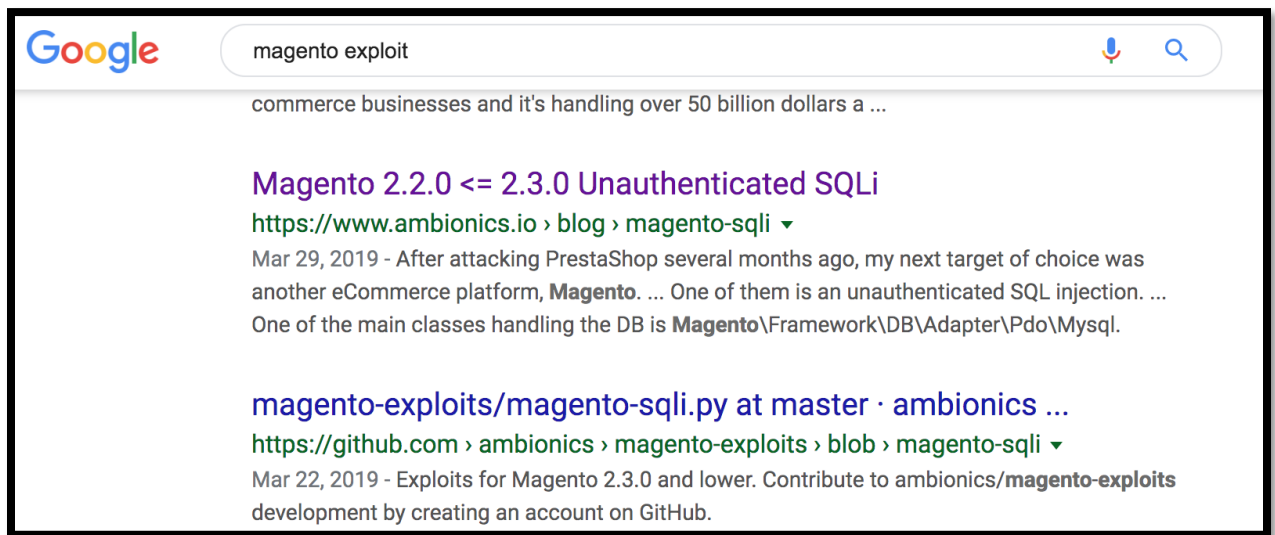 Google
magento exploit
commerce businesses and it's handling over 50 billion dollars a ...
Magento 2.2.0 <= 2.3.0 Unauthenticated SQLi
https://www.ambionics.io › blog › magento-sqli
Mar 29, 2019 - After attacking PrestaShop several months ago, my next target of choice was
another eCommerce platform, Magento. ... One of them is an unauthenticated SQL injection. ...
One of the main classes handling the DB is Magento\Framework\DB\Adapter\Pdo\Mysql.
magento-exploits/magento-sqli.py at master · ambionics ...
https://github.com › ambionics › magento-exploits › blob › magento-sqli
Mar 22, 2019 - Exploits for Magento 2.3.0 and lower. Contribute to ambionics/magento-exploits
development by creating an account on GitHub.